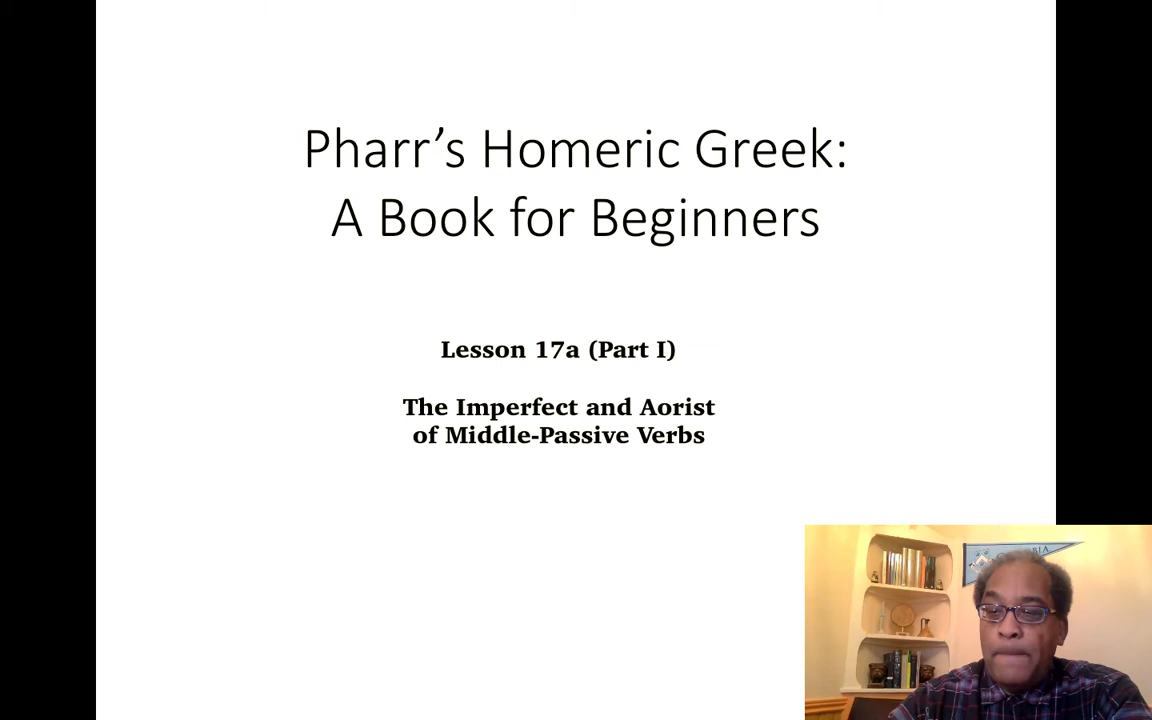 Pharr’s Homeric Greek:
A Book for Beginners
Lesson 17a (Part I)
The Imperfect and Aorist
of Middle-Passive Verbs